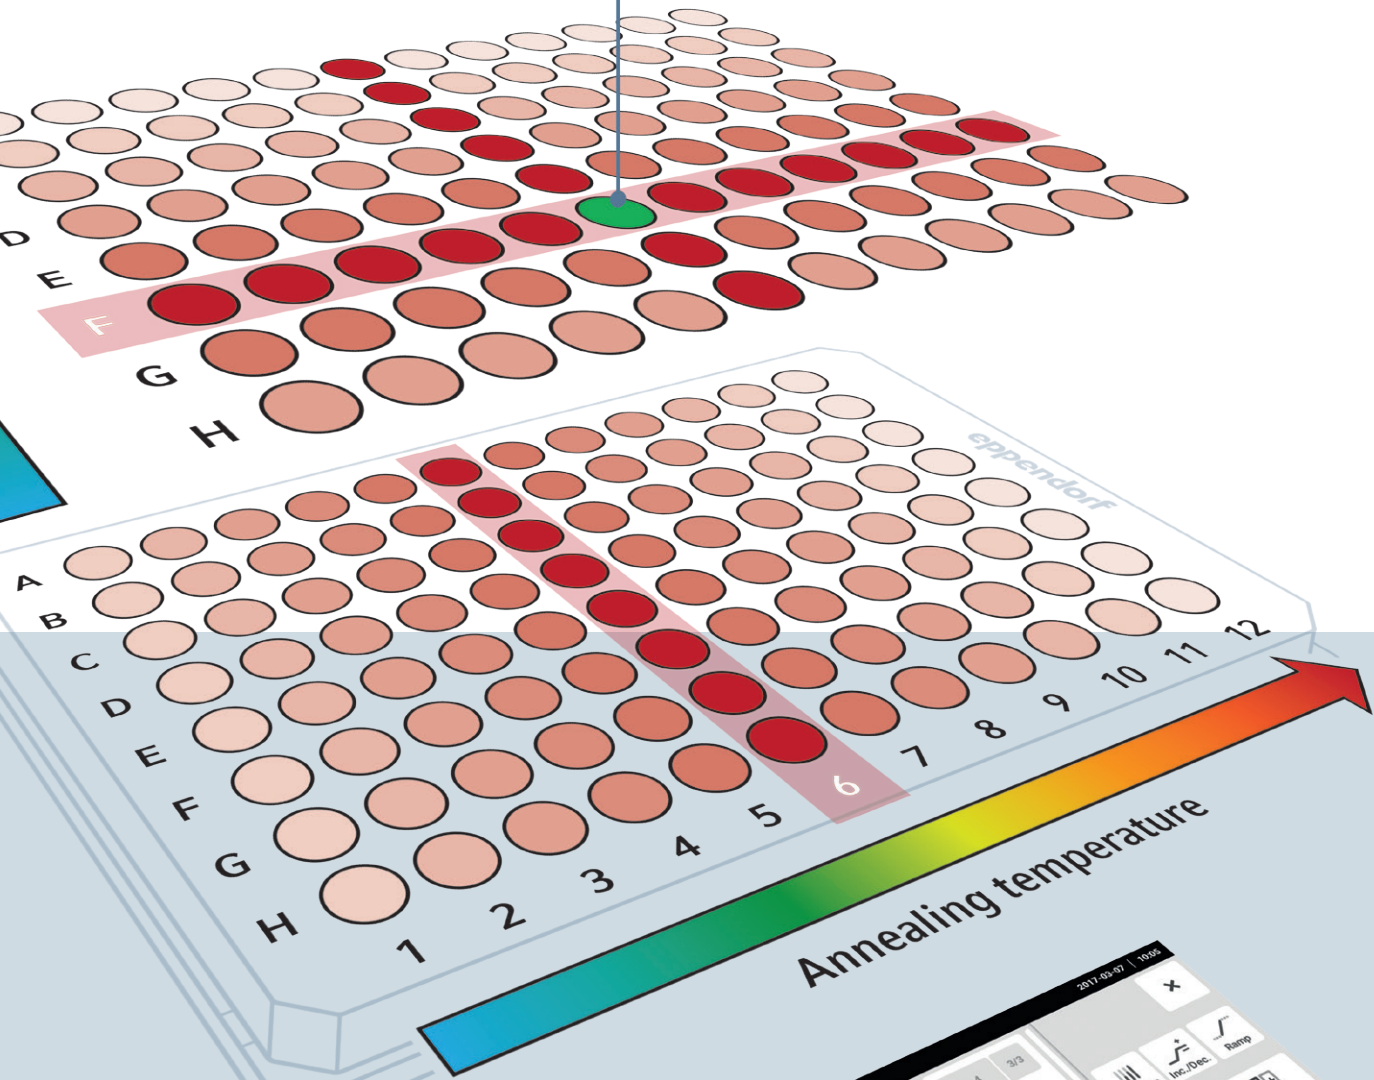 D
E
F
G
H
eppendorf
A
B
C
D
E
F
G
H
1
2
3
4
5
6
7
8
9
10
11
12
Annealing temperature
2017-03-07 | 10:05
3/3
Inc./Dec.
Ramp